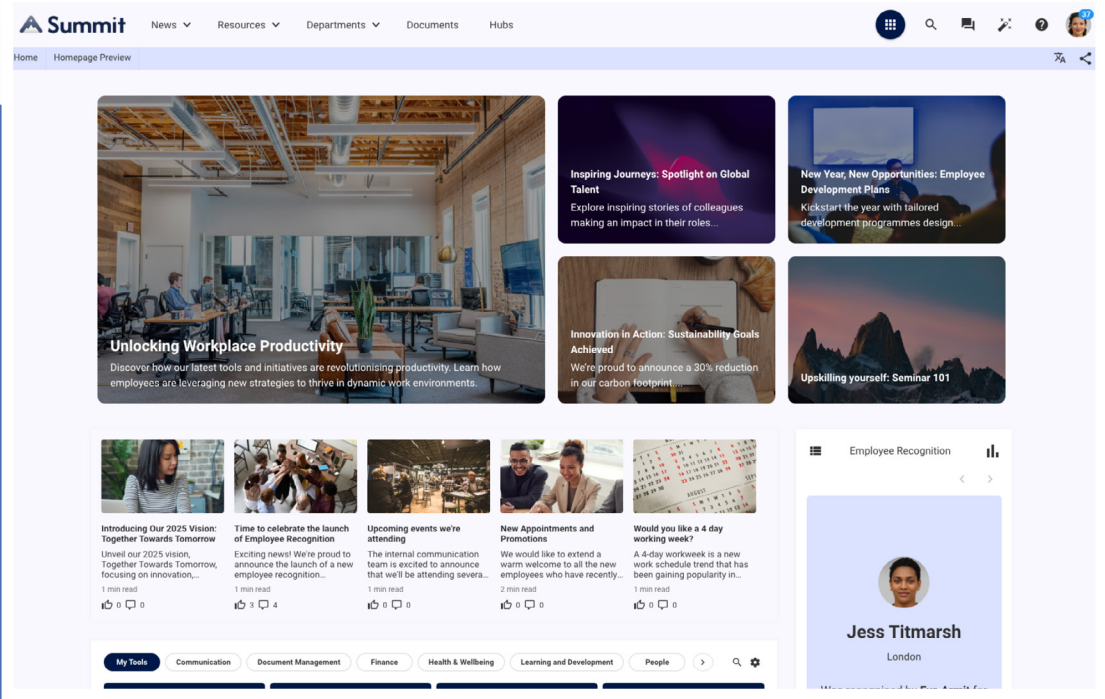 Summit
News
Resources
Departments
Documents
Hubs
37
Home
Homepage Preview
Unlocking Workplace Productivity
Discover how our latest tools and initiatives are revolutionising productivity. Learn how
employees are leveraging new strategies to thrive in dynamic work environments.
Inspiring Journeys: Spotlight on Global
Talent
Explore inspiring stories of colleagues
making an impact in their roles...
New Year, New Opportunities: Employee
Development Plans
Kickstart the year with tailored
development programmes design...
Innovation in Action: Sustainability Goals
Achieved
We're proud to announce a 30% reduction
in our carbon footprint....
Upskilling yourself: Seminar 101
Introducing Our 2025 Vision:
Together Towards Tomorrow
Unveil our 2025 vision,
Together Towards Tomorrow,
focusing on innovation,...
1 min read
0 0
Time to celebrate the launch
of Employee Recognition
Exciting news! We're proud to
announce the launch of a new
employee recognition...
1 min read
3 4
Upcoming events we're
attending
The internal communication
team is excited to announce
that we'll be attending severa...
1 min read
0 0
New Appointments and
Promotions
We would like to extend a
warm welcome to all the new
employees who have recently...
2 min read
0 0
AUGUST
Would you like a 4 day
working week?
A 4-day workweek is a new
work schedule trend that has
been gaining popularity in...
1 min read
0 0
Employee Recognition
Jess Titmarsh
London
My Tools
Communication
Document Management
Finance
Health & Wellbeing
Learning and Development
People